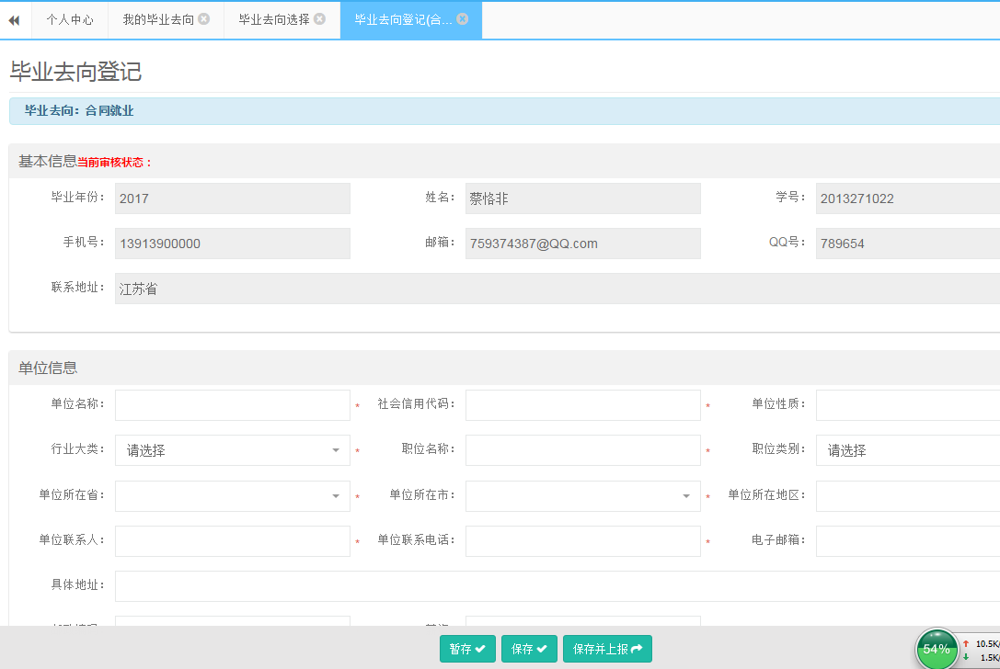 个人中心 我的毕业去向 毕业去向选择 毕业去向登记(合...
毕业去向登记
毕业去向：合同就业
基本信息当前审核状态：
毕业年份： 2017 姓名： 蔡恪非 学号： 2013271022
手机号： 13913900000 邮箱： 759374387@QQ.com QQ号： 789654
联系地址： 江苏省
单位信息
单位名称： * 社会信用代码： * 单位性质：
行业大类： 请选择 * 职位名称： * 职位类别： 请选择
单位所在省： * 单位所在市： * 单位所在地区：
单位联系人： * 单位联系电话： * 电子邮箱：
具体地址：
暂存 保存 保存并上报
54% 10.5K/
1.5K/